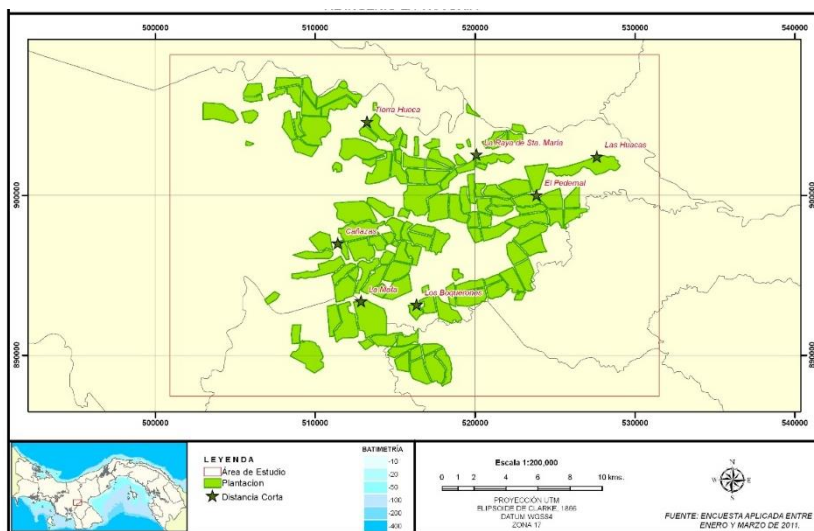 500000 510000 520000 530000 540000
Tierra Hueca
La Raya de Sta. Maria
Las Huacas
El Pedernal
900000 900000
Cañazas
La Mata
Los Boquerones
890000 890000
500000 510000 520000 530000 540000
LEYENDA
Área de Estudio
Plantacion
Distancia Corta
BATIMETRÍA
-10
-20
-50
-100
-200
-400
Escala 1:200,000
0 1 2 4 6 8 10 kms.
PROYECCIÓN UTM
ELIPSOIDE DE CLARKE, 1866
DATUM WGS84
ZONA 17
N
S
FUENTE: ENCUESTA APLICADA ENTRE
ENERO Y MARZO DE 2011.